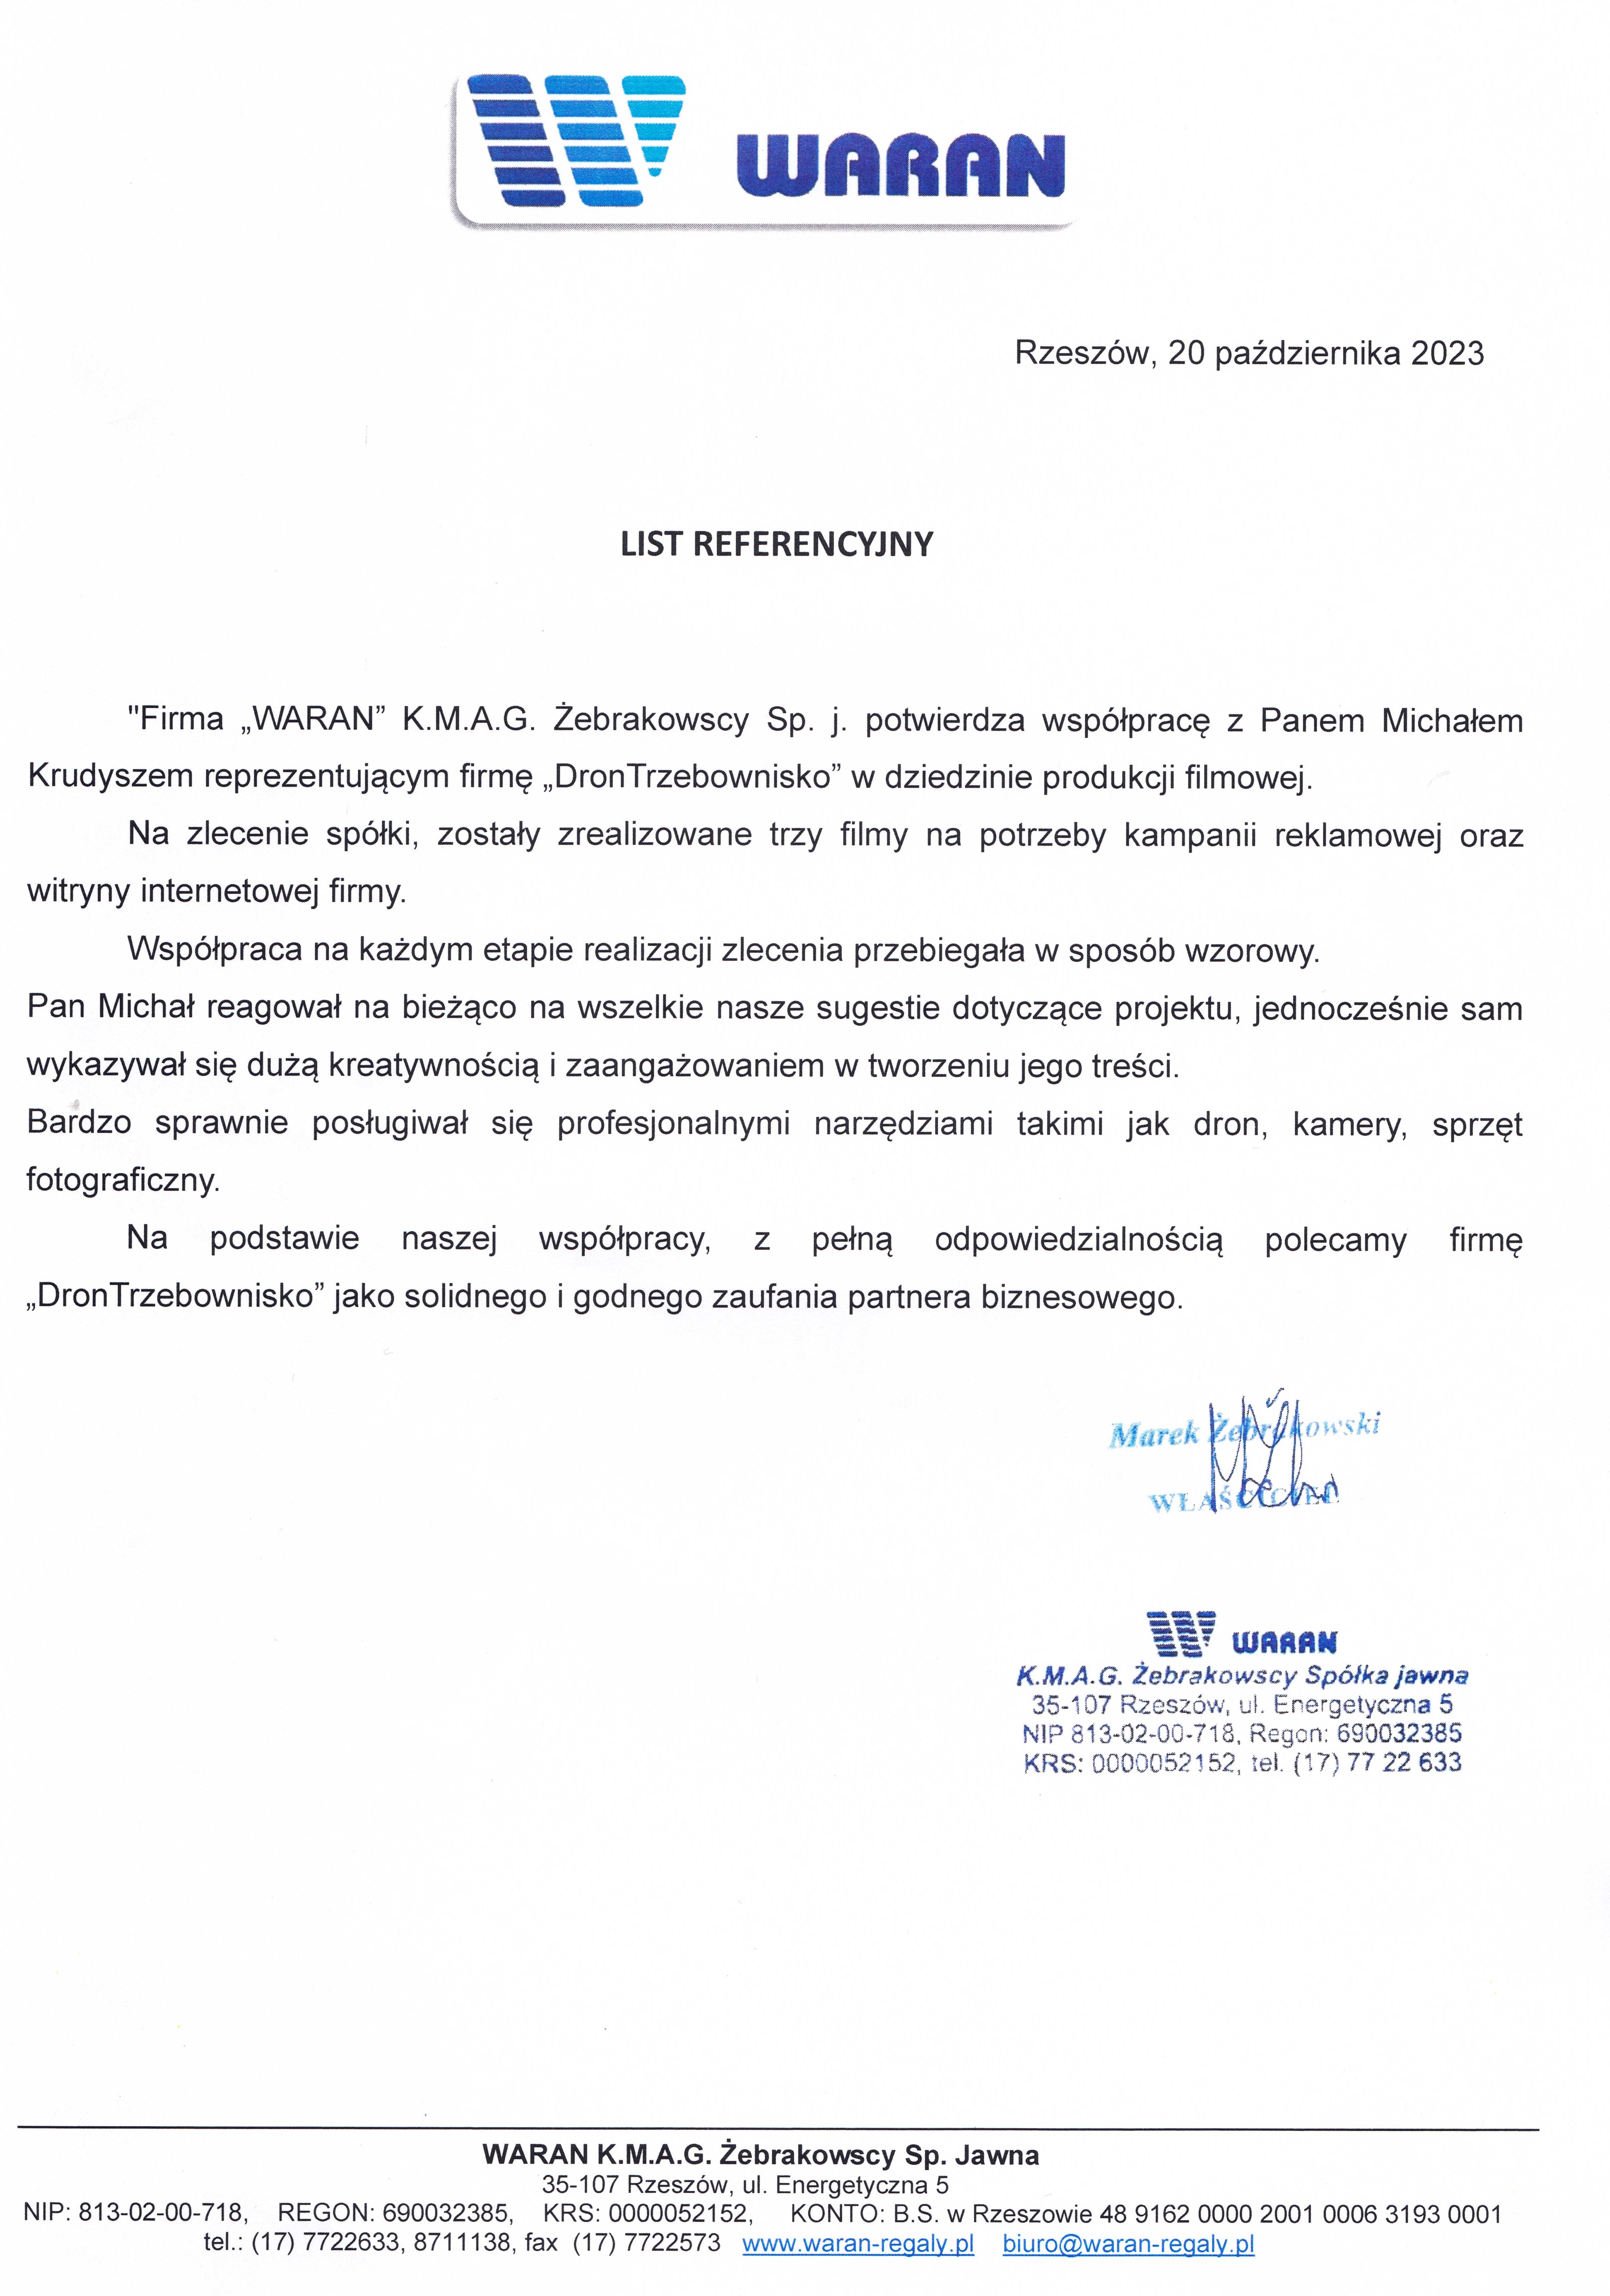 WARAN
Rzeszów, 20 października 2023
LIST REFERENCYJNY
"Firma „WARAN” K.M.A.G. Żebrakowscy Sp. j. potwierdza współpracę z Panem Michałem
Krudyszem reprezentującym firmę „DronTrzebownisko” w dziedzinie produkcji filmowej.
Na zlecenie spółki, zostały zrealizowane trzy filmy na potrzeby kampanii reklamowej oraz
witryny internetowej firmy.
Współpraca na każdym etapie realizacji zlecenia przebiegała w sposób wzorowy.
Pan Michał reagował na bieżąco na wszelkie nasze sugestie dotyczące projektu, jednocześnie sam
wykazywał się dużą kreatywnością i zaangażowaniem w tworzeniu jego treści.
Bardzo sprawnie posługiwał się profesjonalnymi narzędziami takimi jak dron, kamery, sprzęt
fotograficzny.
Na podstawie naszej współpracy, z pełną odpowiedzialnością polecamy firmę
„DronTrzebownisko” jako solidnego i godnego zaufania partnera biznesowego.
Marek Żebrakowski
WŁAŚCICIEL
WARAN
K.M.A.G. Żebrakowscy Spółka jawna
35-107 Rzeszów, ul. Energetyczna 5
NIP 813-02-00-718, Regon: 690032385
KRS: 0000052152, tel. (17) 77 22 633
WARAN K.M.A.G. Żebrakowscy Sp. Jawna
35-107 Rzeszów, ul. Energetyczna 5
NIP: 813-02-00-718, REGON: 690032385, KRS: 0000052152, KONTO: B.S. w Rzeszowie 48 9162 0000 2001 0006 3193 0001
tel.: (17) 7722633, 8711138, fax (17) 7722573 www.waran-regaly.pl biuro@waran-regaly.pl